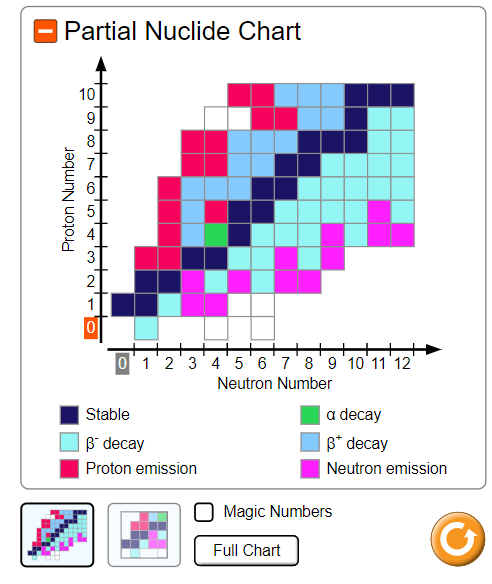 Partial Nuclide Chart
10
9
8
7
6
5
4
3
2
1
0
Proton Number
0 1 2 3 4 5 6 7 8 9 10 11 12
Neutron Number
Stable
α decay
β- decay
β+ decay
Proton emission
Neutron emission
Magic Numbers
Full Chart